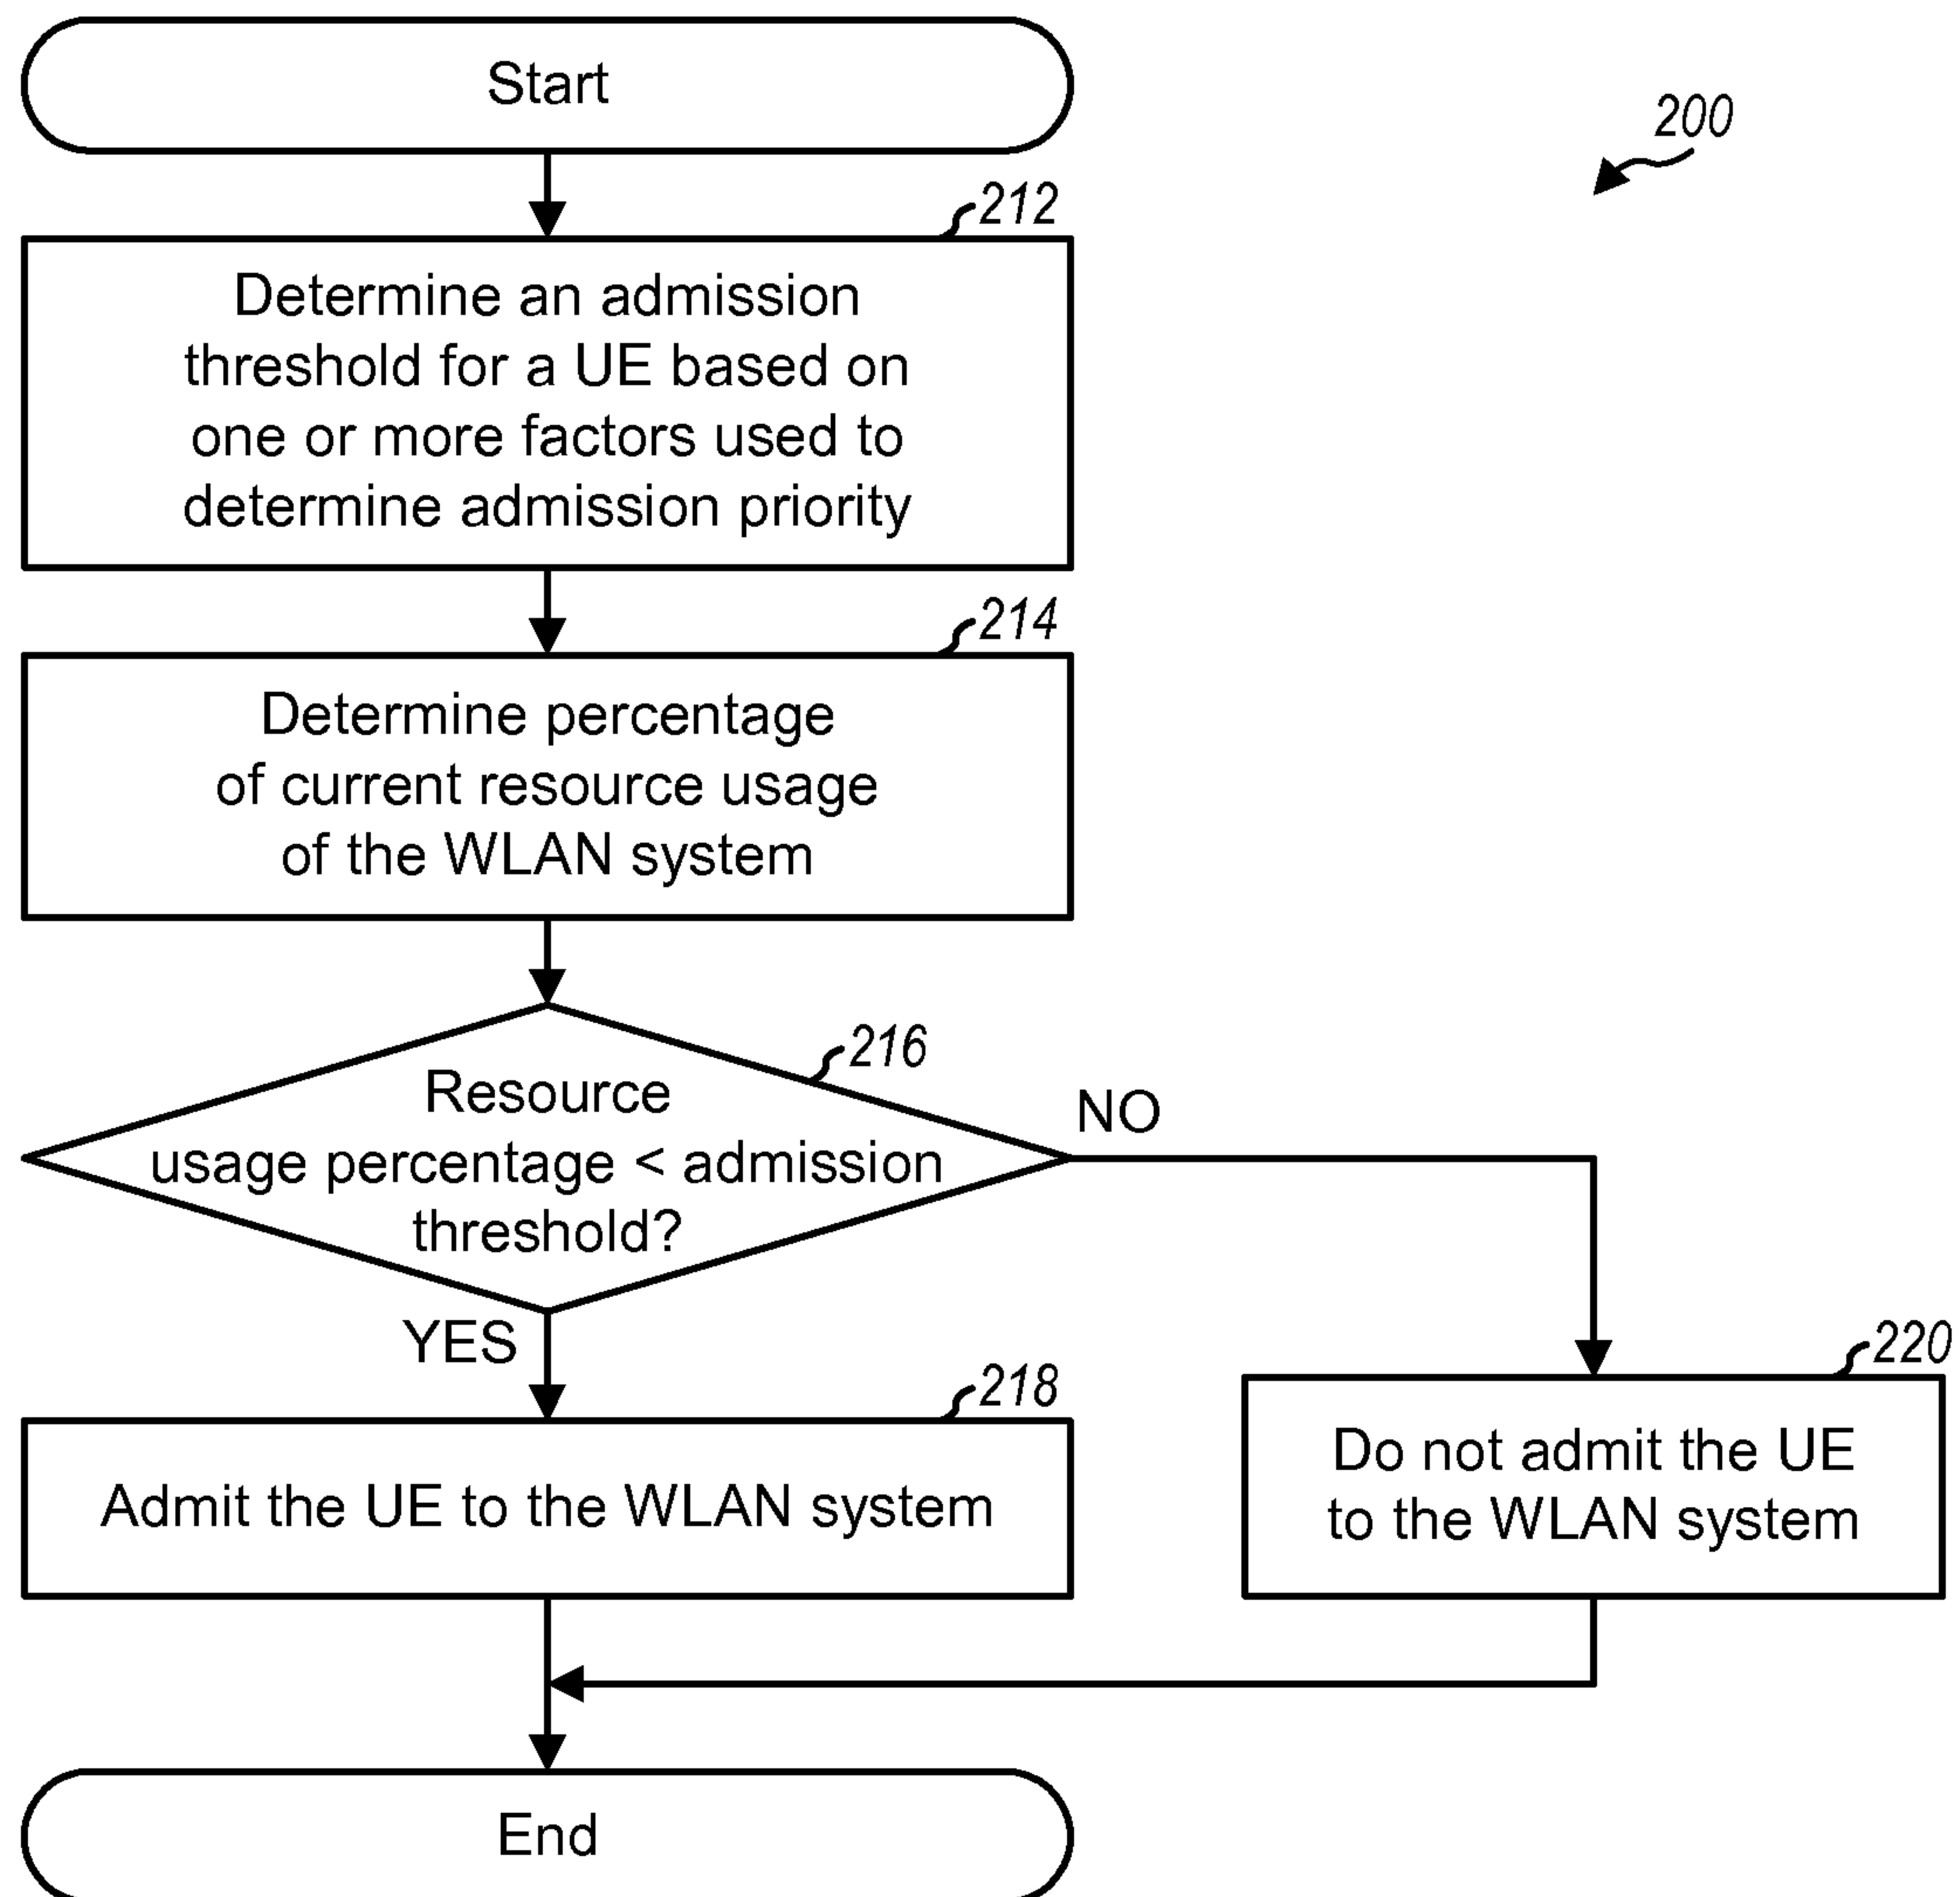 Start
200
212
Determine an admission
threshold for a UE based on
one or more factors used to
determine admission priority
214
Determine percentage
of current resource usage
of the WLAN system
216
Resource
usage percentage < admission
threshold?
NO
YES
218
Admit the UE to the WLAN system
220
Do not admit the UE
to the WLAN system
End